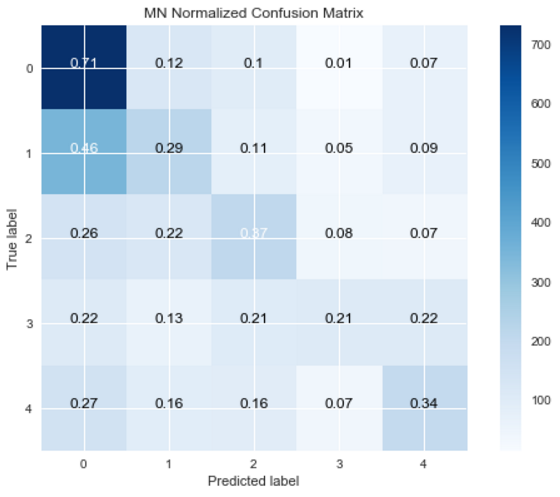 MN Normalized Confusion Matrix
0 0.71 0.12 0.1 0.01 0.07
1 0.46 0.29 0.11 0.05 0.09
2 0.26 0.22 0.37 0.08 0.07
3 0.22 0.13 0.21 0.21 0.22
4 0.27 0.16 0.16 0.07 0.34
0 1 2 3 4
True label
Predicted label
700
600
500
400
300
200
100